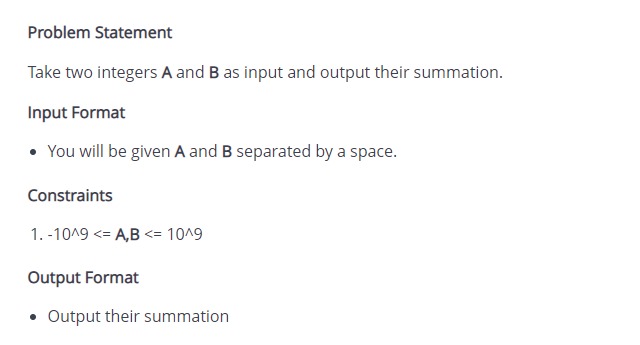 Problem Statement
Take two integers A and B as input and output their summation.
Input Format
• You will be given A and B separated by a space.
Constraints
1. -10^9 <= A,B <= 10^9
Output Format
• Output their summation